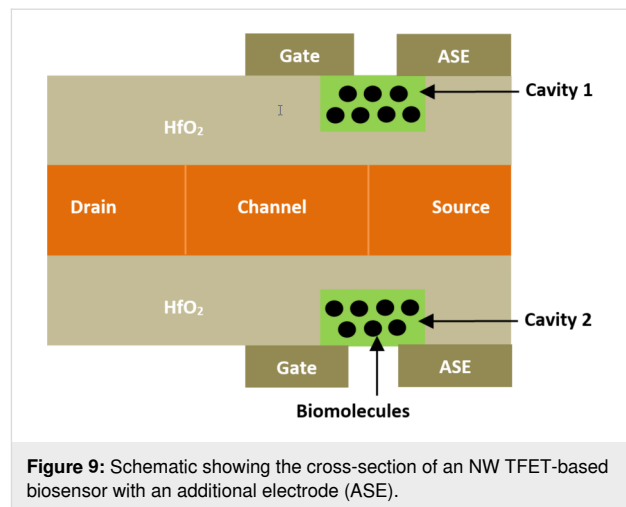 Gate
ASE
Cavity 1
HfO₂
Drain
Channel
Source
HfO₂
Cavity 2
Gate
ASE
Biomolecules
Figure 9: Schematic showing the cross-section of an NW TFET-based
biosensor with an additional electrode (ASE).